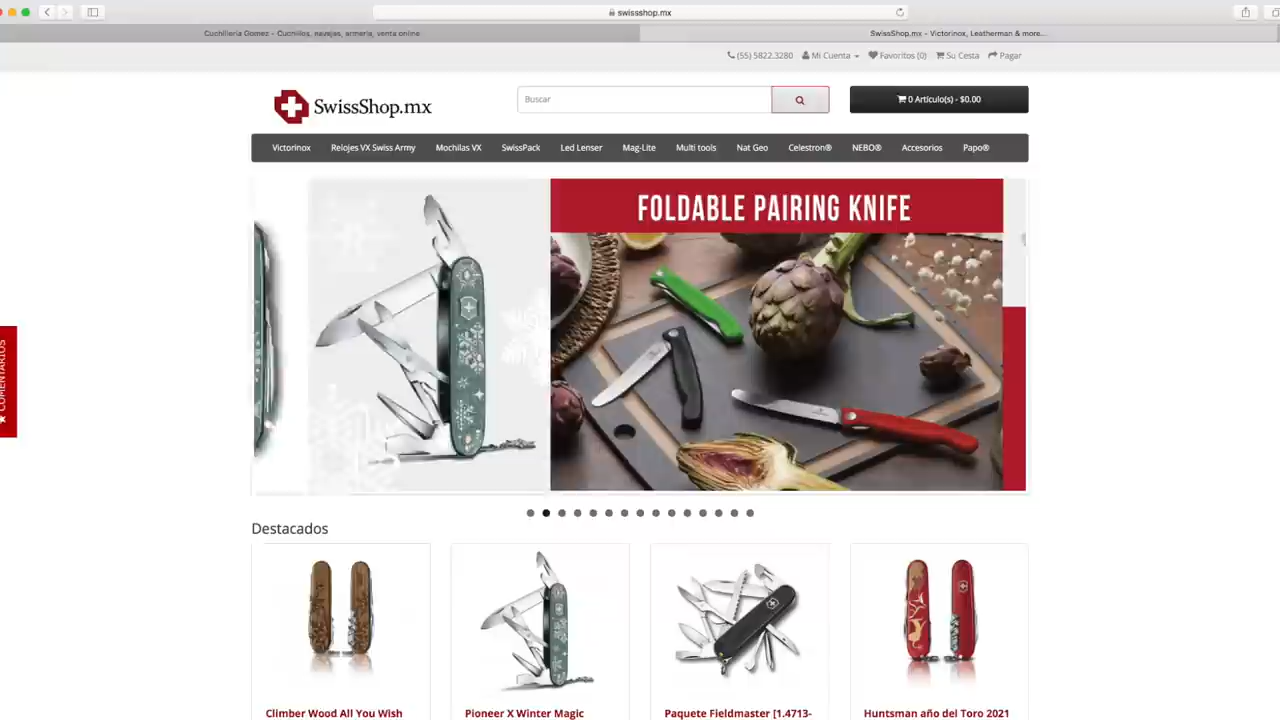 swissshop.mx
Cuchillería Gomez - Cuchillos, navajas, armería, venta online
SwissShop.mx - Victorinox, Leatherman & more...
(55) 5822.3280 Mi Cuenta Favoritos (0) Su Cesta Pagar
SwissShop.mx
Buscar
0 Artículo(s) - $0.00
Victorinox Relojes VX Swiss Army Mochilas VX SwissPack Led Lenser Mag-Lite Multi tools Nat Geo Celestron® NEBO® Accesorios Papo®
FOLDABLE PAIRING KNIFE
★ COMENTARIOS
Destacados
Climber Wood All You Wish
Pioneer X Winter Magic
Paquete Fieldmaster [1.4713-
Huntsman año del Toro 2021